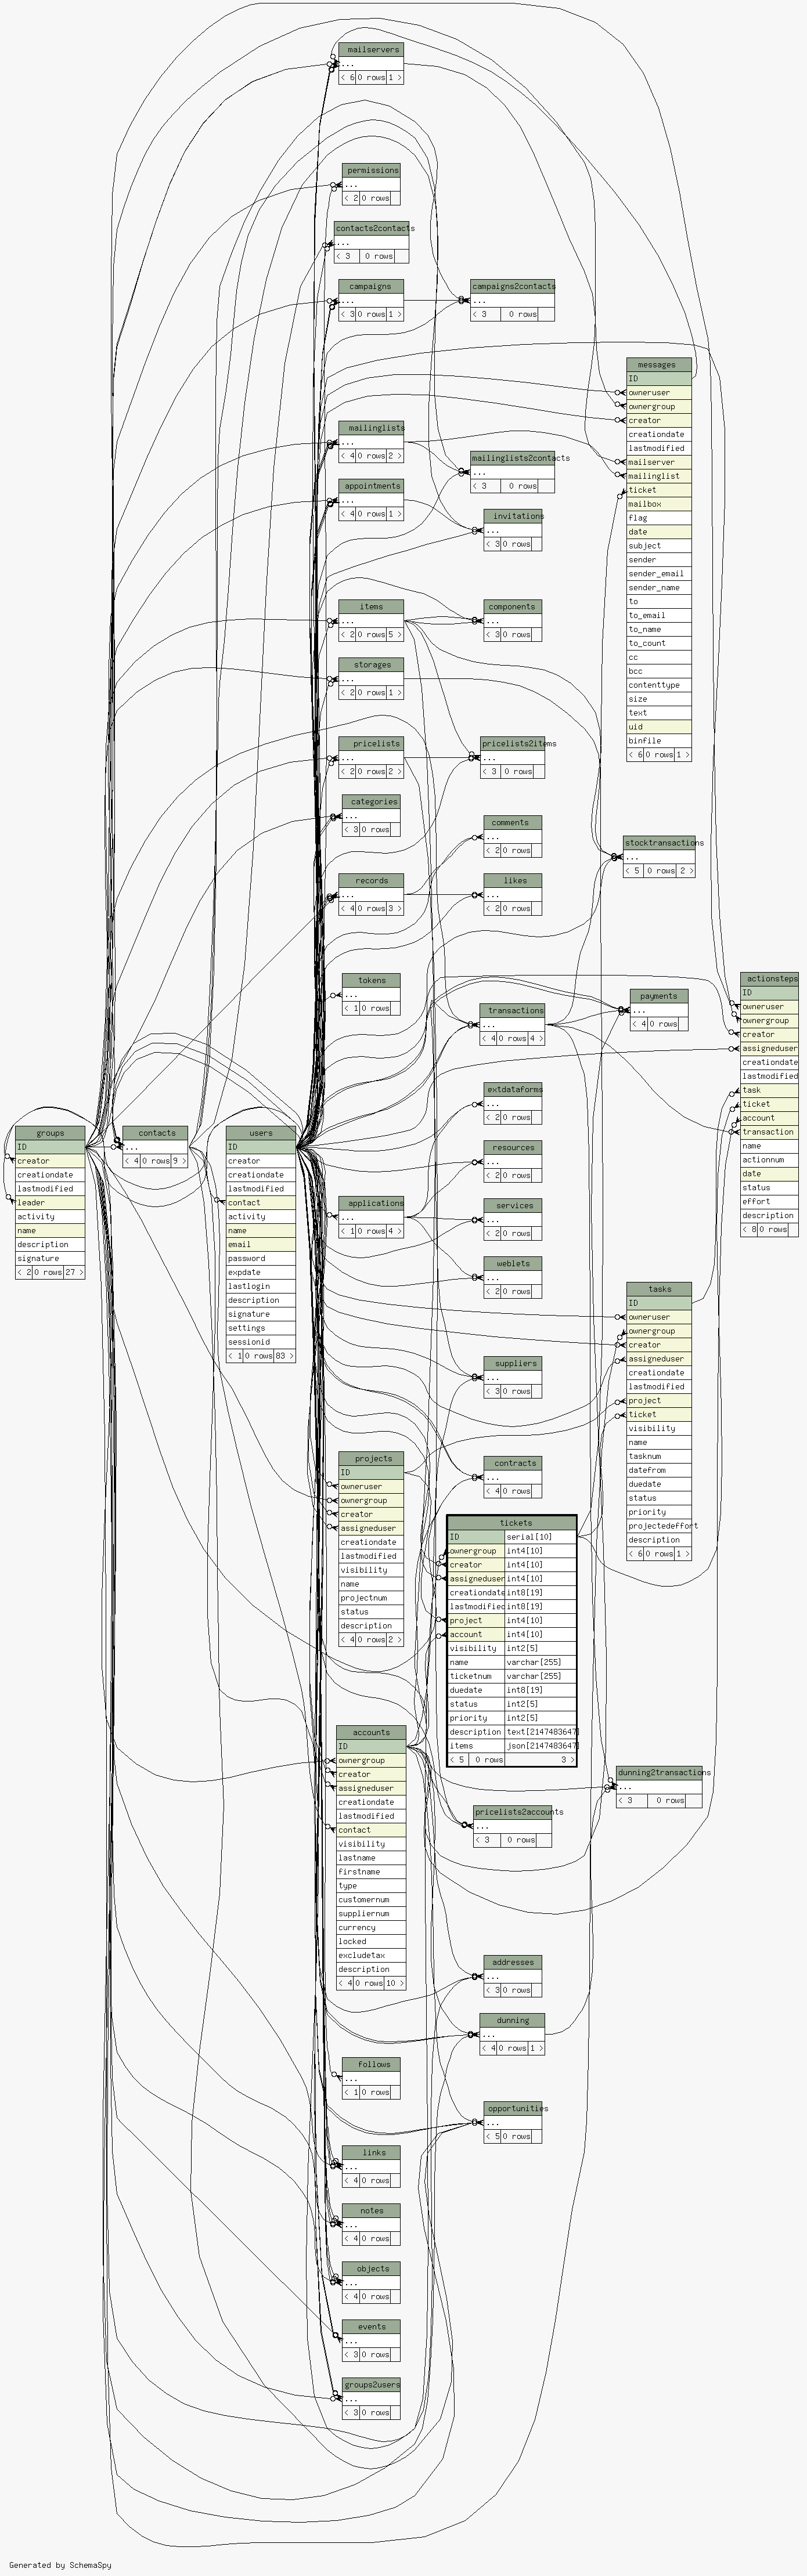 mailservers
...
< 6 0 rows 1 >
permissions
...
< 2 0 rows
contacts2contacts
...
< 3 0 rows
campaigns
...
< 3 0 rows 1 >
campaigns2contacts
...
< 3 0 rows
messages
ID
owneruser
ownergroup
creator
creationdate
lastmodified
mailserver
mailinglist
ticket
mailbox
flag
date
subject
sender
sender_email
sender_name
to
to_email
to_name
to_count
cc
bcc
contenttype
size
text
uid
binfile
< 6 0 rows 1 >
mailinglists
...
< 4 0 rows 2 >
mailinglists2contacts
...
< 3 0 rows
appointments
...
< 4 0 rows 1 >
invitations
...
< 3 0 rows
items
...
< 2 0 rows 5 >
components
...
< 3 0 rows
storages
...
< 2 0 rows 1 >
pricelists
...
< 2 0 rows 2 >
pricelists2items
...
< 3 0 rows
categories
...
< 3 0 rows
comments
...
< 2 0 rows
stocktransactions
...
< 5 0 rows 2 >
records
...
< 4 0 rows 3 >
likes
...
< 2 0 rows
tokens
...
< 1 0 rows
transactions
...
< 4 0 rows 4 >
payments
...
< 4 0 rows
actionsteps
ID
owneruser
ownergroup
creator
assigneduser
creationdate
lastmodified
task
ticket
account
transaction
name
actionnum
date
status
effort
description
< 8 0 rows
extdataforms
...
< 2 0 rows
groups
ID
creator
creationdate
lastmodified
leader
activity
name
description
signature
< 2 0 rows 27 >
contacts
...
< 4 0 rows 9 >
users
ID
creator
creationdate
lastmodified
contact
activity
name
email
password
expdate
lastlogin
description
signature
settings
sessionid
< 1 0 rows 83 >
resources
...
< 2 0 rows
applications
...
< 1 0 rows 4 >
services
...
< 2 0 rows
weblets
...
< 2 0 rows
tasks
ID
owneruser
ownergroup
creator
assigneduser
creationdate
lastmodified
project
ticket
visibility
name
tasknum
datefrom
duedate
status
priority
projectedeffort
description
< 6 0 rows 1 >
suppliers
...
< 3 0 rows
projects
ID
owneruser
ownergroup
creator
assigneduser
creationdate
lastmodified
visibility
name
projectnum
status
description
< 4 0 rows 2 >
contracts
...
< 4 0 rows
tickets
ID serial[10]
ownergroup int4[10]
creator int4[10]
assigneduser int4[10]
creationdate int8[19]
lastmodified int8[19]
project int4[10]
account int4[10]
visibility int2[5]
name varchar[255]
ticketnum varchar[255]
duedate int8[19]
status int2[5]
priority int2[5]
description text[2147483647]
items json[2147483647]
< 5 0 rows 3 >
accounts
ID
ownergroup
creator
assigneduser
creationdate
lastmodified
contact
visibility
lastname
firstname
type
customernum
suppliernum
currency
locked
excludetax
description
< 4 0 rows 10 >
dunning2transactions
...
< 3 0 rows
pricelists2accounts
...
< 3 0 rows
addresses
...
< 3 0 rows
dunning
...
< 4 0 rows 1 >
follows
...
< 1 0 rows
opportunities
...
< 5 0 rows
links
...
< 4 0 rows
notes
...
< 4 0 rows
objects
...
< 4 0 rows
events
...
< 3 0 rows
groups2users
...
< 3 0 rows
Generated by SchemaSpy